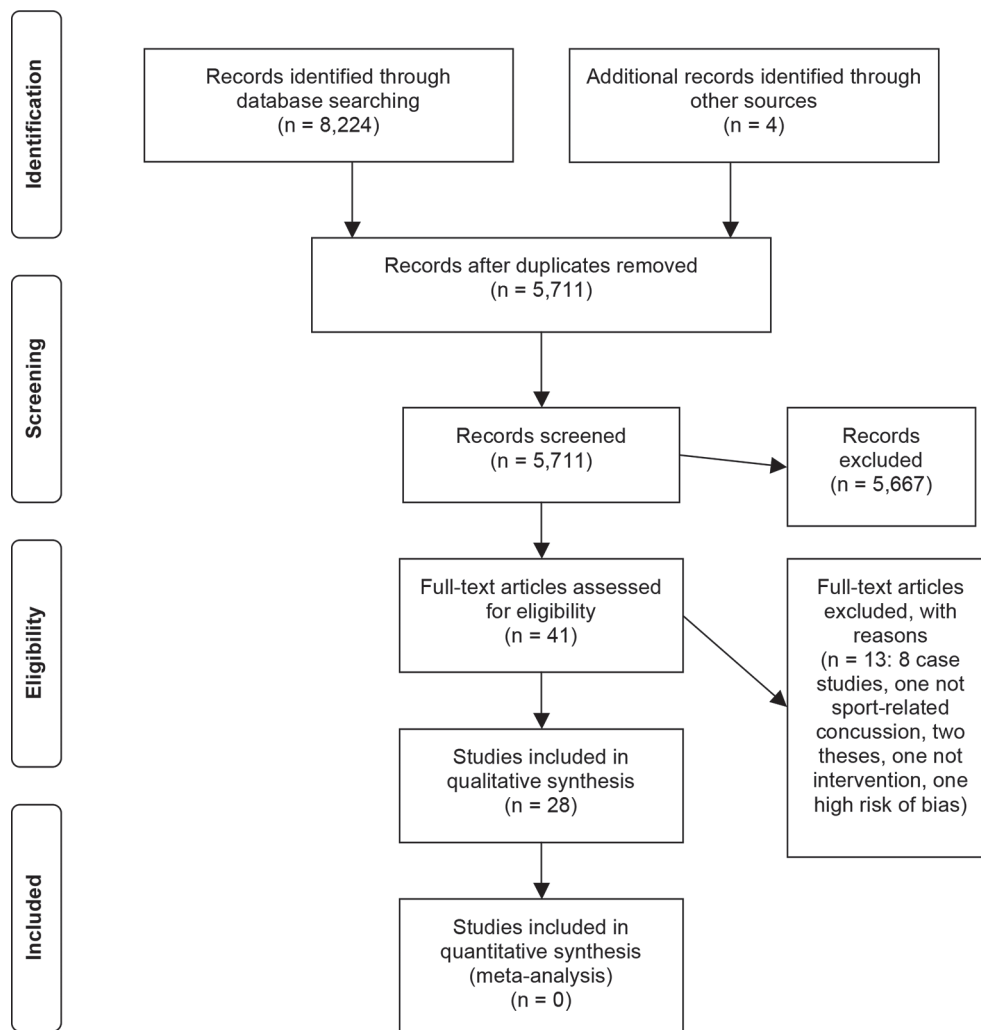 Identification
Records identified through
database searching
(n = 8,224)
Additional records identified through
other sources
(n = 4)
Records after duplicates removed
(n = 5,711)
Screening
Records screened
(n = 5,711)
Records
excluded
(n = 5,667)
Eligibility
Full-text articles assessed
for eligibility
(n = 41)
Full-text articles
excluded, with
reasons
(n = 13: 8 case
studies, one not
sport-related
concussion, two
theses, one not
intervention, one
high risk of bias)
Studies included in
qualitative synthesis
(n = 28)
Included
Studies included in
quantitative synthesis
(meta-analysis)
(n = 0)